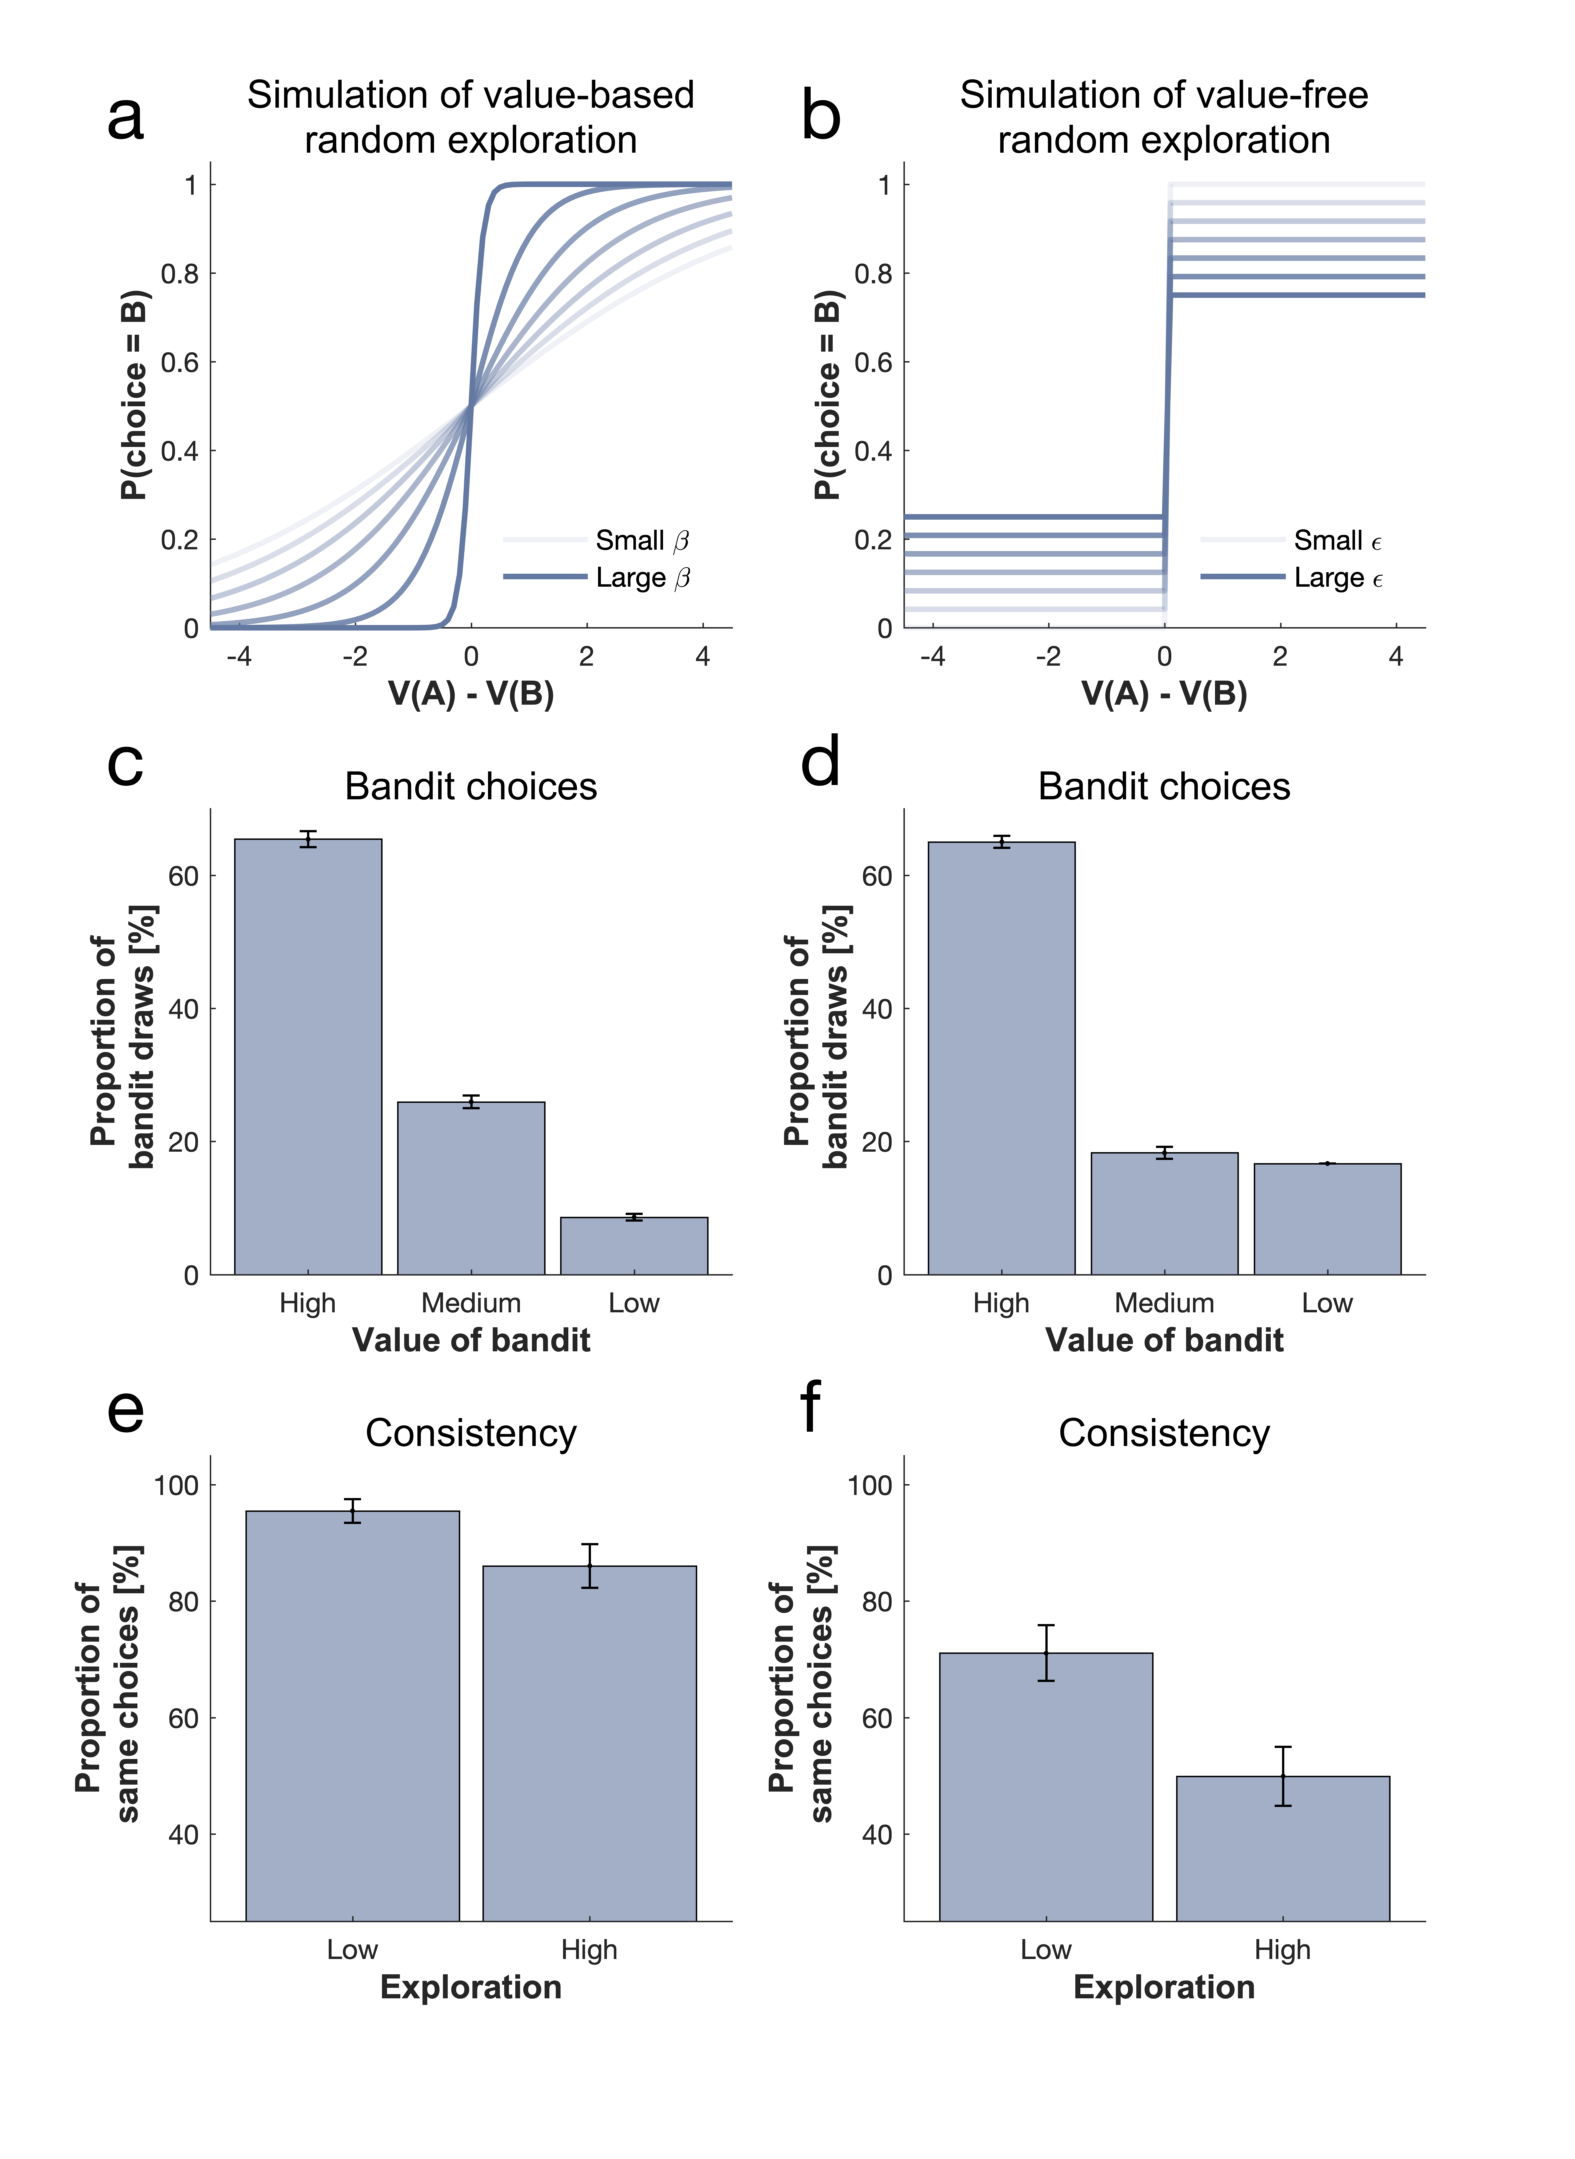 a
Simulation of value-based
random exploration
P(choice = B)
1
0.8
0.6
0.4
0.2
0
-4
-2
0
2
4
V(A) - V(B)
Small β
Large β
b
Simulation of value-free
random exploration
P(choice = B)
1
0.8
0.6
0.4
0.2
0
-4
-2
0
2
4
V(A) - V(B)
Small ϵ
Large ϵ
c
Bandit choices
Proportion of
bandit draws [%]
60
40
20
0
High
Medium
Low
Value of bandit
d
Bandit choices
Proportion of
bandit draws [%]
60
40
20
0
High
Medium
Low
Value of bandit
e
Consistency
Proportion of
same choices [%]
100
80
60
40
Low
High
Exploration
f
Consistency
Proportion of
same choices [%]
100
80
60
40
Low
High
Exploration